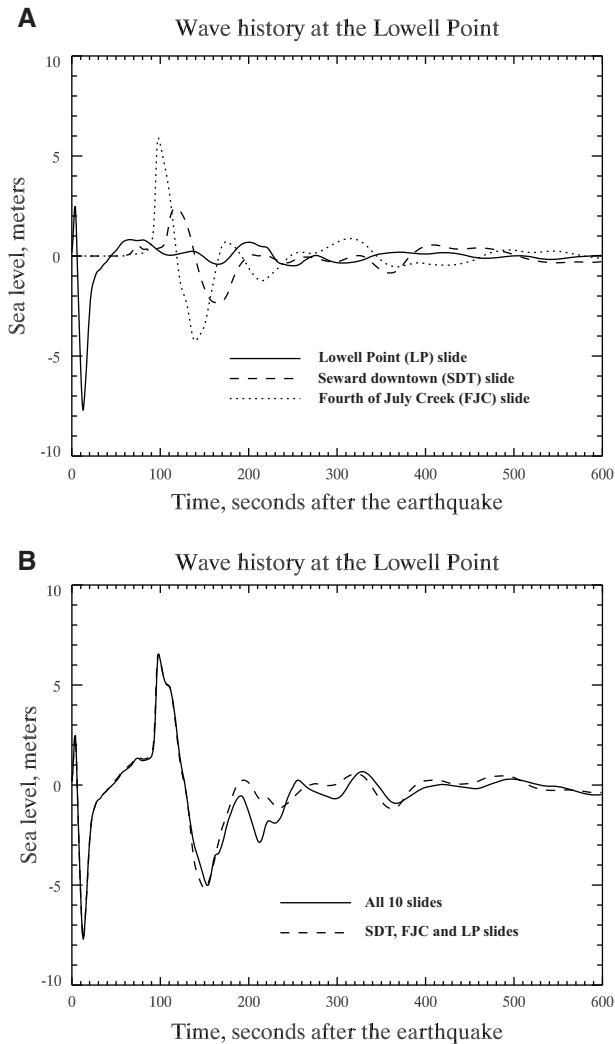 A
Wave history at the Lowell Point
10
5
0
-5
-10
Sea level, meters
Lowell Point (LP) slide
Seward downtown (SDT) slide
Fourth of July Creek (FJC) slide
0 100 200 300 400 500 600
Time, seconds after the earthquake
B
Wave history at the Lowell Point
10
5
0
-5
-10
Sea level, meters
All 10 slides
SDT, FJC and LP slides
0 100 200 300 400 500 600
Time, seconds after the earthquake